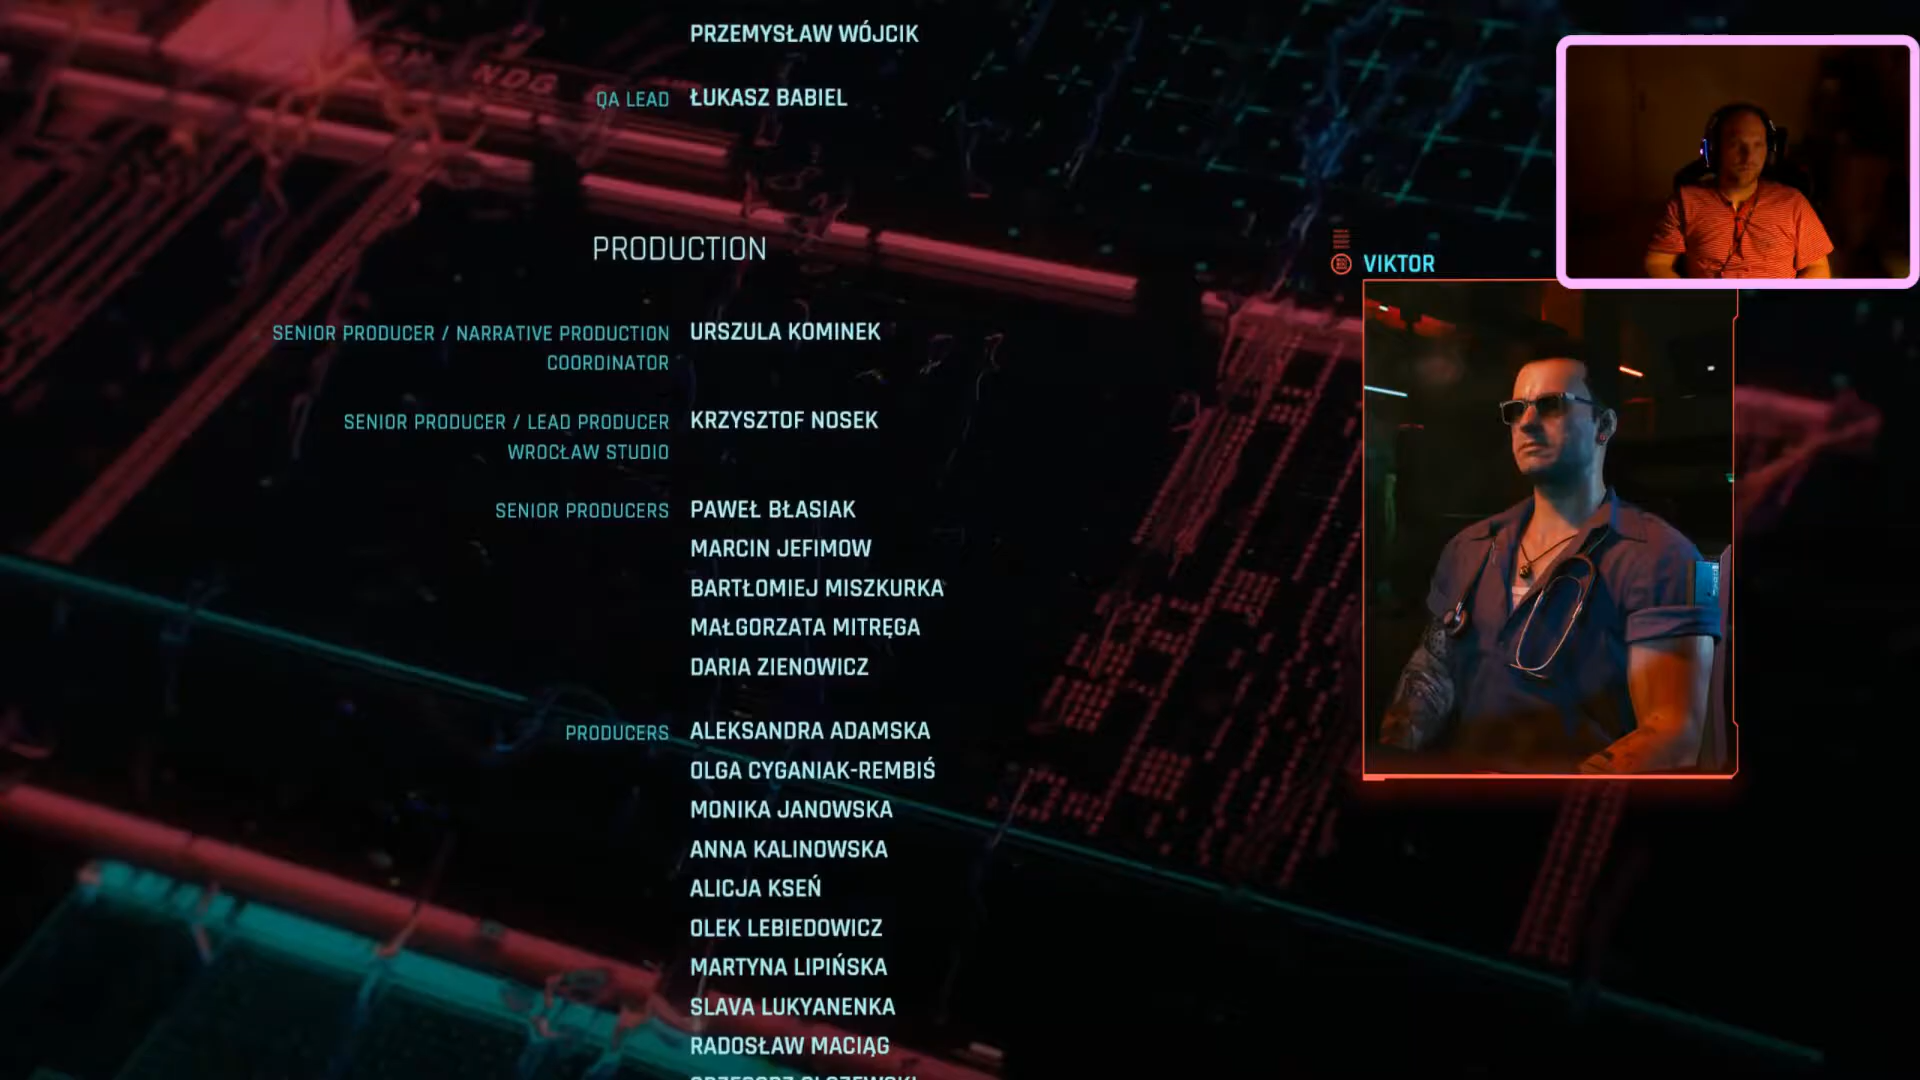 PRZEMYSŁAW WÓJCIK
QA LEAD ŁUKASZ BABIEL
NDG
PRODUCTION
VIKTOR
SENIOR PRODUCER / NARRATIVE PRODUCTION URSZULA KOMINEK
COORDINATOR
SENIOR PRODUCER / LEAD PRODUCER KRZYSZTOF NOSEK
WROCŁAW STUDIO
SENIOR PRODUCERS PAWEŁ BŁASIAK
MARCIN JEFIMOW
BARTŁOMIEJ MISZKURKA
MAŁGORZATA MITRĘGA
DARIA ZIENOWICZ
PRODUCERS ALEKSANDRA ADAMSKA
OLGA CYGANIAK-REMBIŚ
MONIKA JANOWSKA
ANNA KALINOWSKA
ALICJA KSEŃ
OLEK LEBIEDOWICZ
MARTYNA LIPIŃSKA
SLAVA LUKYANENKA
RADOSŁAW MACIĄG